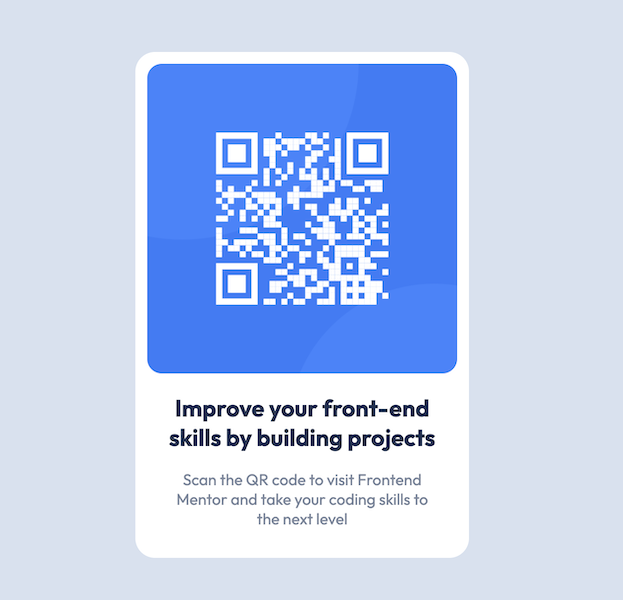 Improve your front-end
skills by building projects
Scan the QR code to visit Frontend
Mentor and take your coding skills to
the next level